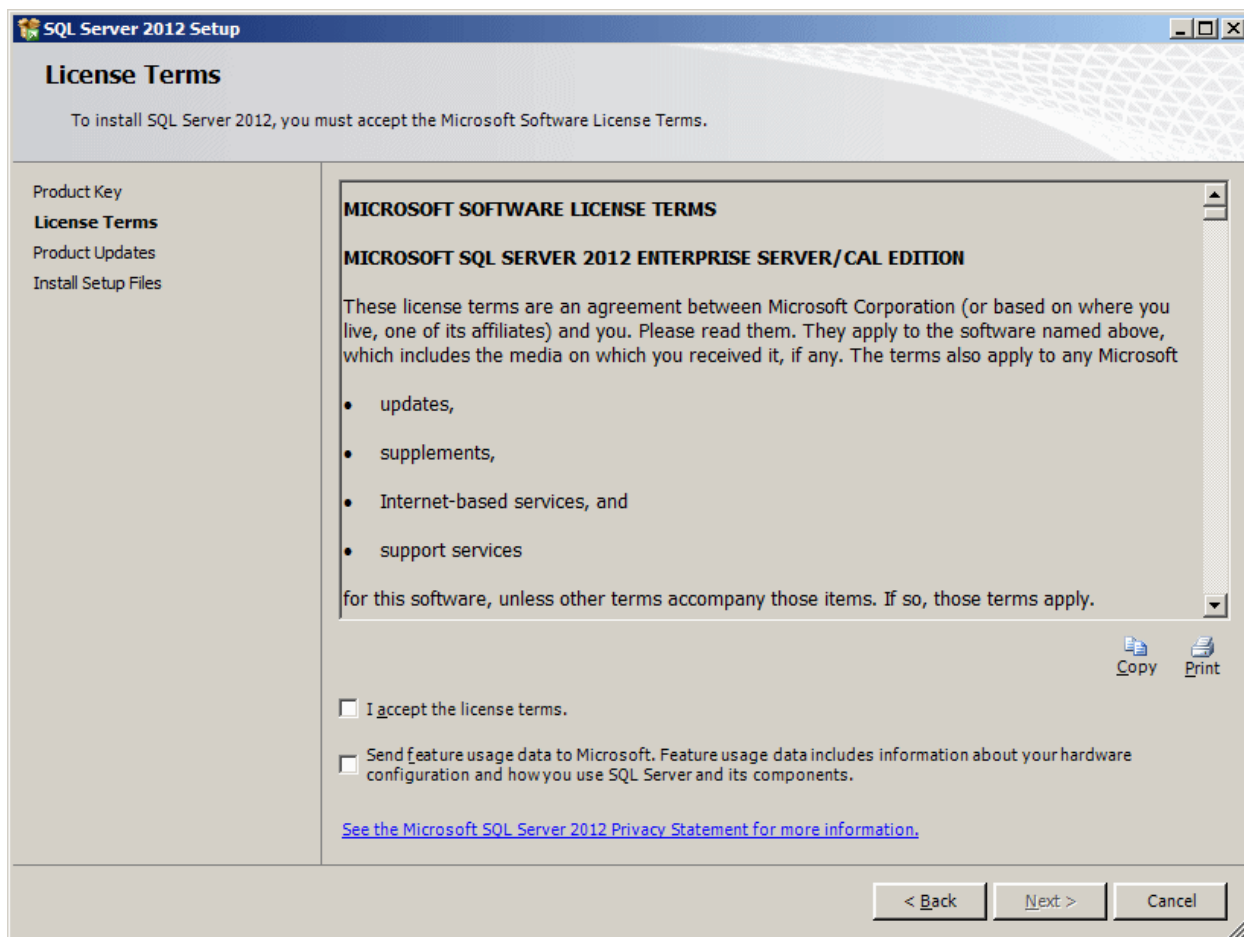 SQL Server 2012 Setup
License Terms
To install SQL Server 2012, you must accept the Microsoft Software License Terms.
Product Key
License Terms
Product Updates
Install Setup Files
MICROSOFT SOFTWARE LICENSE TERMS
MICROSOFT SQL SERVER 2012 ENTERPRISE SERVER/CAL EDITION
These license terms are an agreement between Microsoft Corporation (or based on where you
live, one of its affiliates) and you. Please read them. They apply to the software named above,
which includes the media on which you received it, if any. The terms also apply to any Microsoft
• updates,
• supplements,
• Internet-based services, and
• support services
for this software, unless other terms accompany those items. If so, those terms apply.
Copy Print
I accept the license terms.
Send feature usage data to Microsoft. Feature usage data includes information about your hardware
configuration and how you use SQL Server and its components.
See the Microsoft SQL Server 2012 Privacy Statement for more information.
< Back Next > Cancel